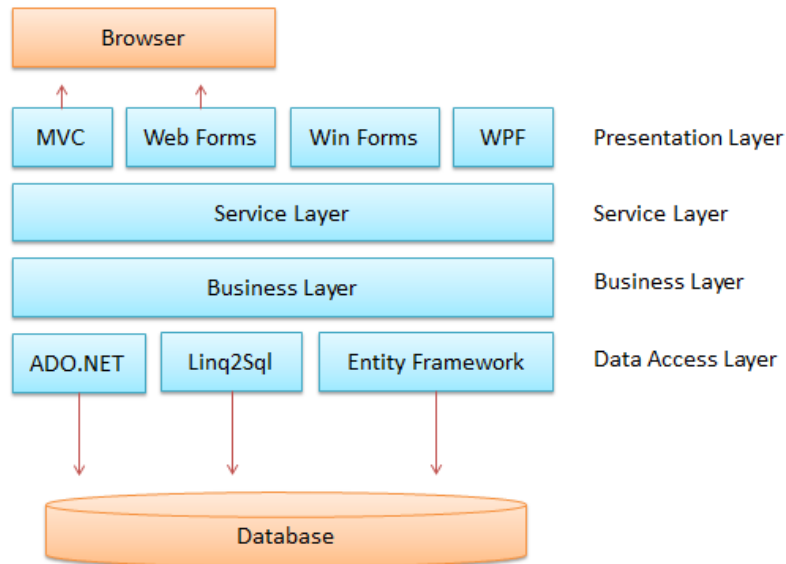 Browser
MVC
Web Forms
Win Forms
WPF
Presentation Layer
Service Layer
Service Layer
Business Layer
Business Layer
ADO.NET
Linq2Sql
Entity Framework
Data Access Layer
Database